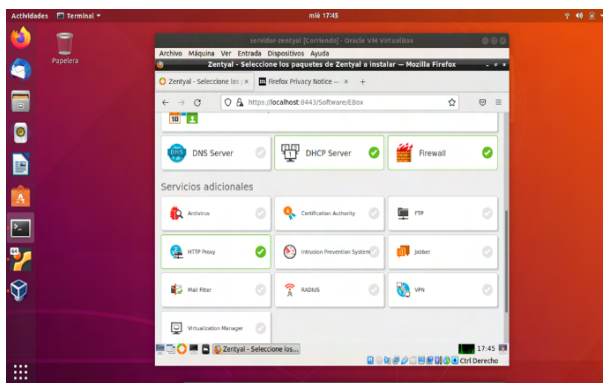 Actividades Terminal mié 17:45
Papelera
servidor-zentyal [Corriendo] - Oracle VM VirtualBox
Archivo Máquina Ver Entrada Dispositivos Ayuda
Zentyal - Seleccione los paquetes de Zentyal a instalar — Mozilla Firefox
Zentyal - Seleccione los
Firefox Privacy Notice —
https://localhost:8443/Software/EBox
10
DNS
DNS Server
DHCP Server
Firewall
Servicios adicionales
Antivirus
Certification Authority
FTP
HTTP Proxy
Intrusion Prevention System
Jabber
Mail Filter
RADIUS
VPN
Virtualization Manager
Zentyal - Seleccione los...
17:45
Ctrl Derecho